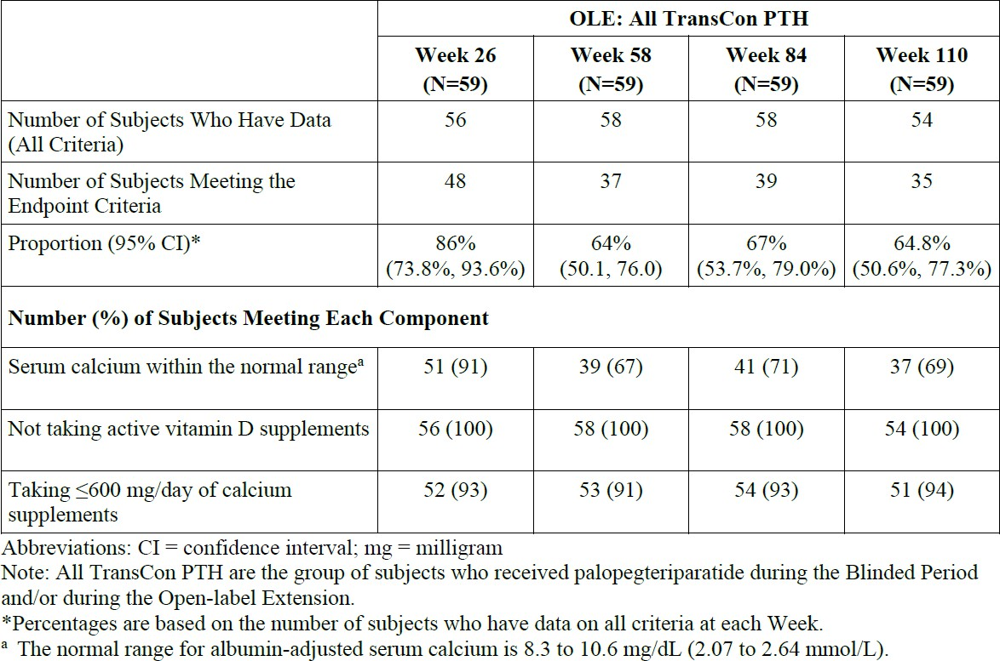 OLE: All TransCon PTH
Week 26 Week 58 Week 84 Week 110
(N=59) (N=59) (N=59) (N=59)
Number of Subjects Who Have Data 56 58 58 54
(All Criteria)
Number of Subjects Meeting the 48 37 39 35
Endpoint Criteria
Proportion (95% CI)* 86% 64% 67% 64.8%
(73.8%, 93.6%) (50.1, 76.0) (53.7%, 79.0%) (50.6%, 77.3%)
Number (%) of Subjects Meeting Each Component
Serum calcium within the normal rangeᵃ 51 (91) 39 (67) 41 (71) 37 (69)
Not taking active vitamin D supplements 56 (100) 58 (100) 58 (100) 54 (100)
Taking ≤600 mg/day of calcium 52 (93) 53 (91) 54 (93) 51 (94)
supplements
Abbreviations: CI = confidence interval; mg = milligram
Note: All TransCon PTH are the group of subjects who received palopegteriparatide during the Blinded Period
and/or during the Open-label Extension.
*Percentages are based on the number of subjects who have data on all criteria at each Week.
ᵃ The normal range for albumin-adjusted serum calcium is 8.3 to 10.6 mg/dL (2.07 to 2.64 mmol/L).